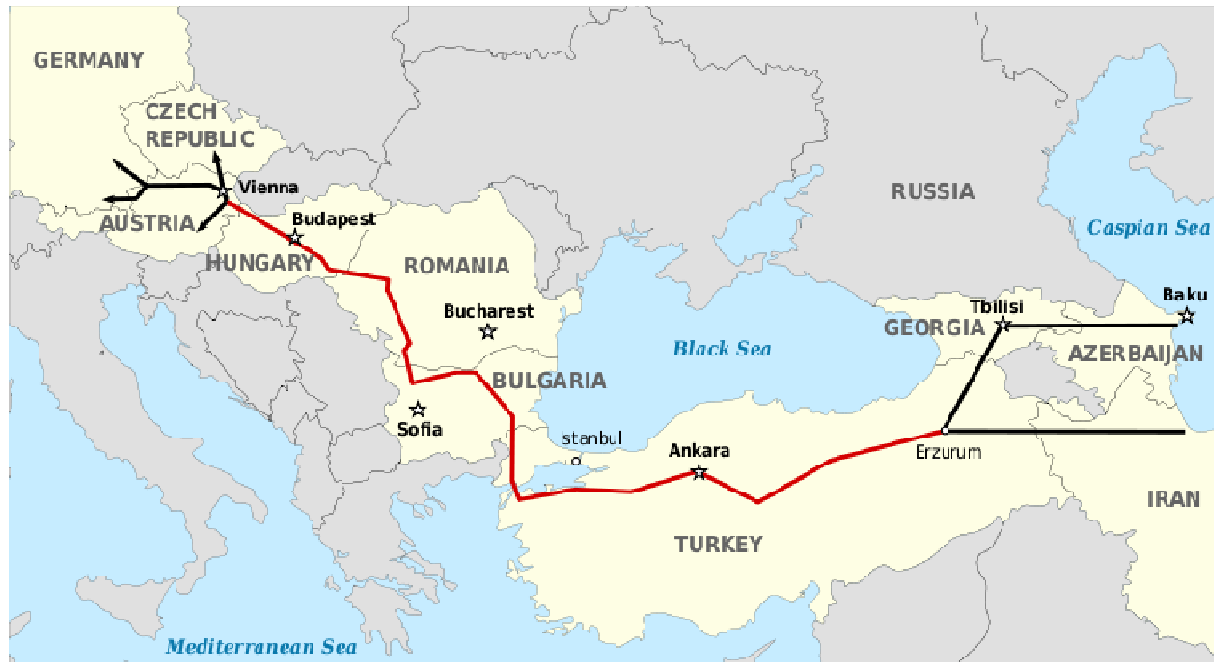 GERMANY
CZECH
REPUBLIC
Vienna
AUSTRIA
Budapest
HUNGARY
ROMANIA
Bucharest
BULGARIA
Sofia
stanbul
Ankara
TURKEY
Erzurum
Black Sea
RUSSIA
Caspian Sea
Tbilisi
GEORGIA
Baku
AZERBAIJAN
IRAN
Mediterranean Sea